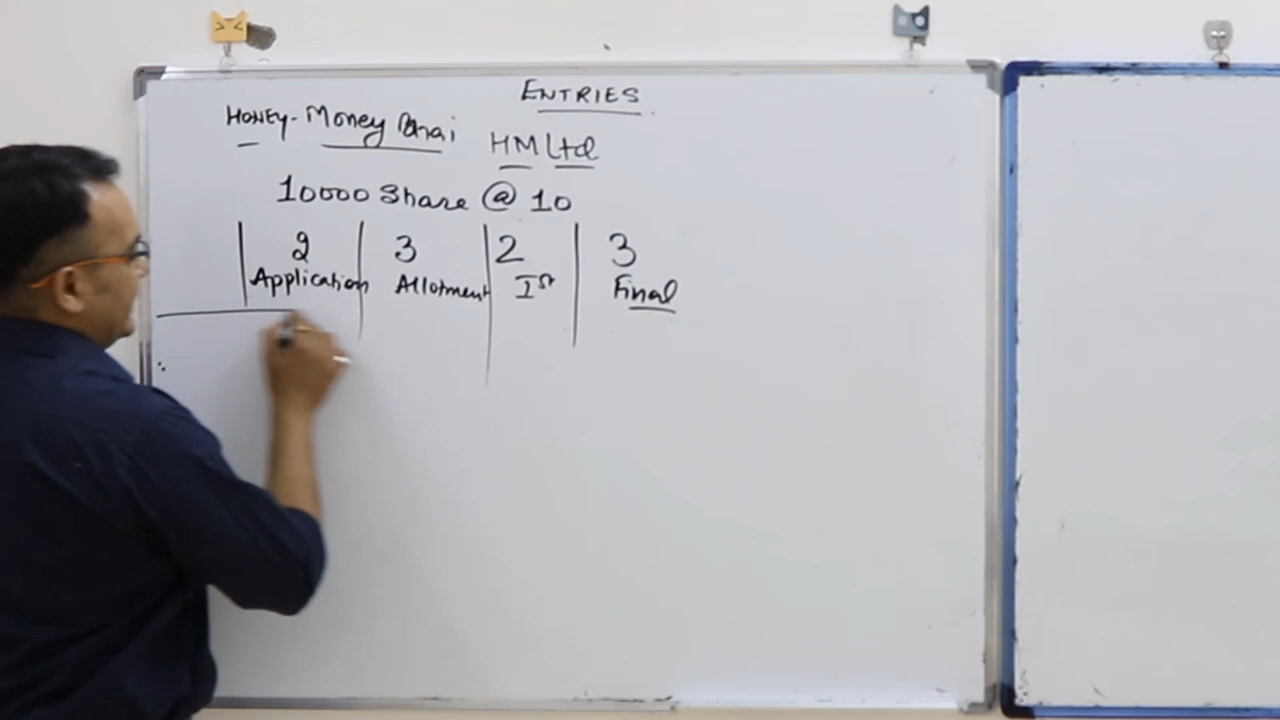 ENTRIES
HONEY- Money Bhai HM Ltd
10000 Share @ 10
2 3 2 3
Application Allotment Ist Final